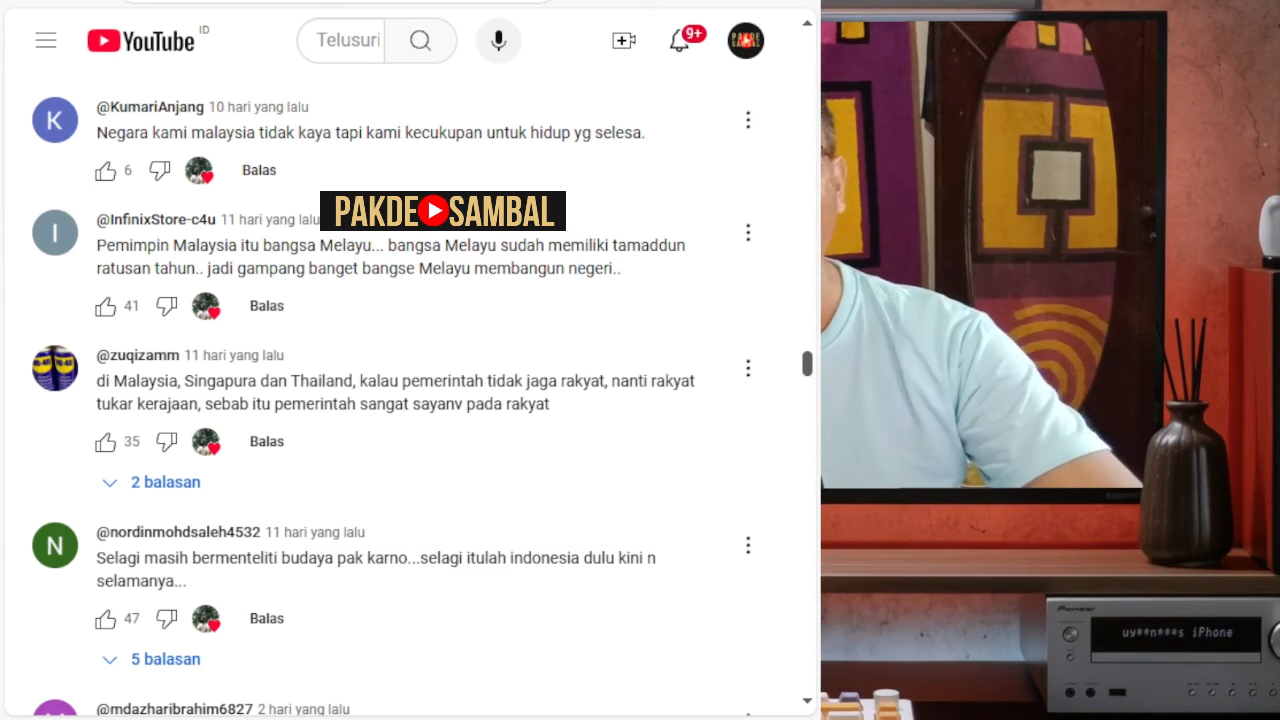 YouTube ID
Telusuri
9+
PAKDE SAMBAL
K
@KumariAnjang 10 hari yang lalu
Negara kami malaysia tidak kaya tapi kami kecukupan untuk hidup yg selesa.
6 Balas
PAKDE SAMBAL
I
@InfinixStore-c4u 11 hari yang lalu
Pemimpin Malaysia itu bangsa Melayu... bangsa Melayu sudah memiliki tamaddun
ratusan tahun.. jadi gampang banget bangse Melayu membangun negeri..
41 Balas
@zuqizamm 11 hari yang lalu
di Malaysia, Singapura dan Thailand, kalau pemerintah tidak jaga rakyat, nanti rakyat
tukar kerajaan, sebab itu pemerintah sangat sayanv pada rakyat
35 Balas
2 balasan
N
@nordinmohdsaleh4532 11 hari yang lalu
Selagi masih bermenteliti budaya pak karno...selagi itulah indonesia dulu kini n
selamanya...
47 Balas
5 balasan
@mdazharibrahim6827 2 hari yang lalu
Pioneer
uy**n***s iPhone